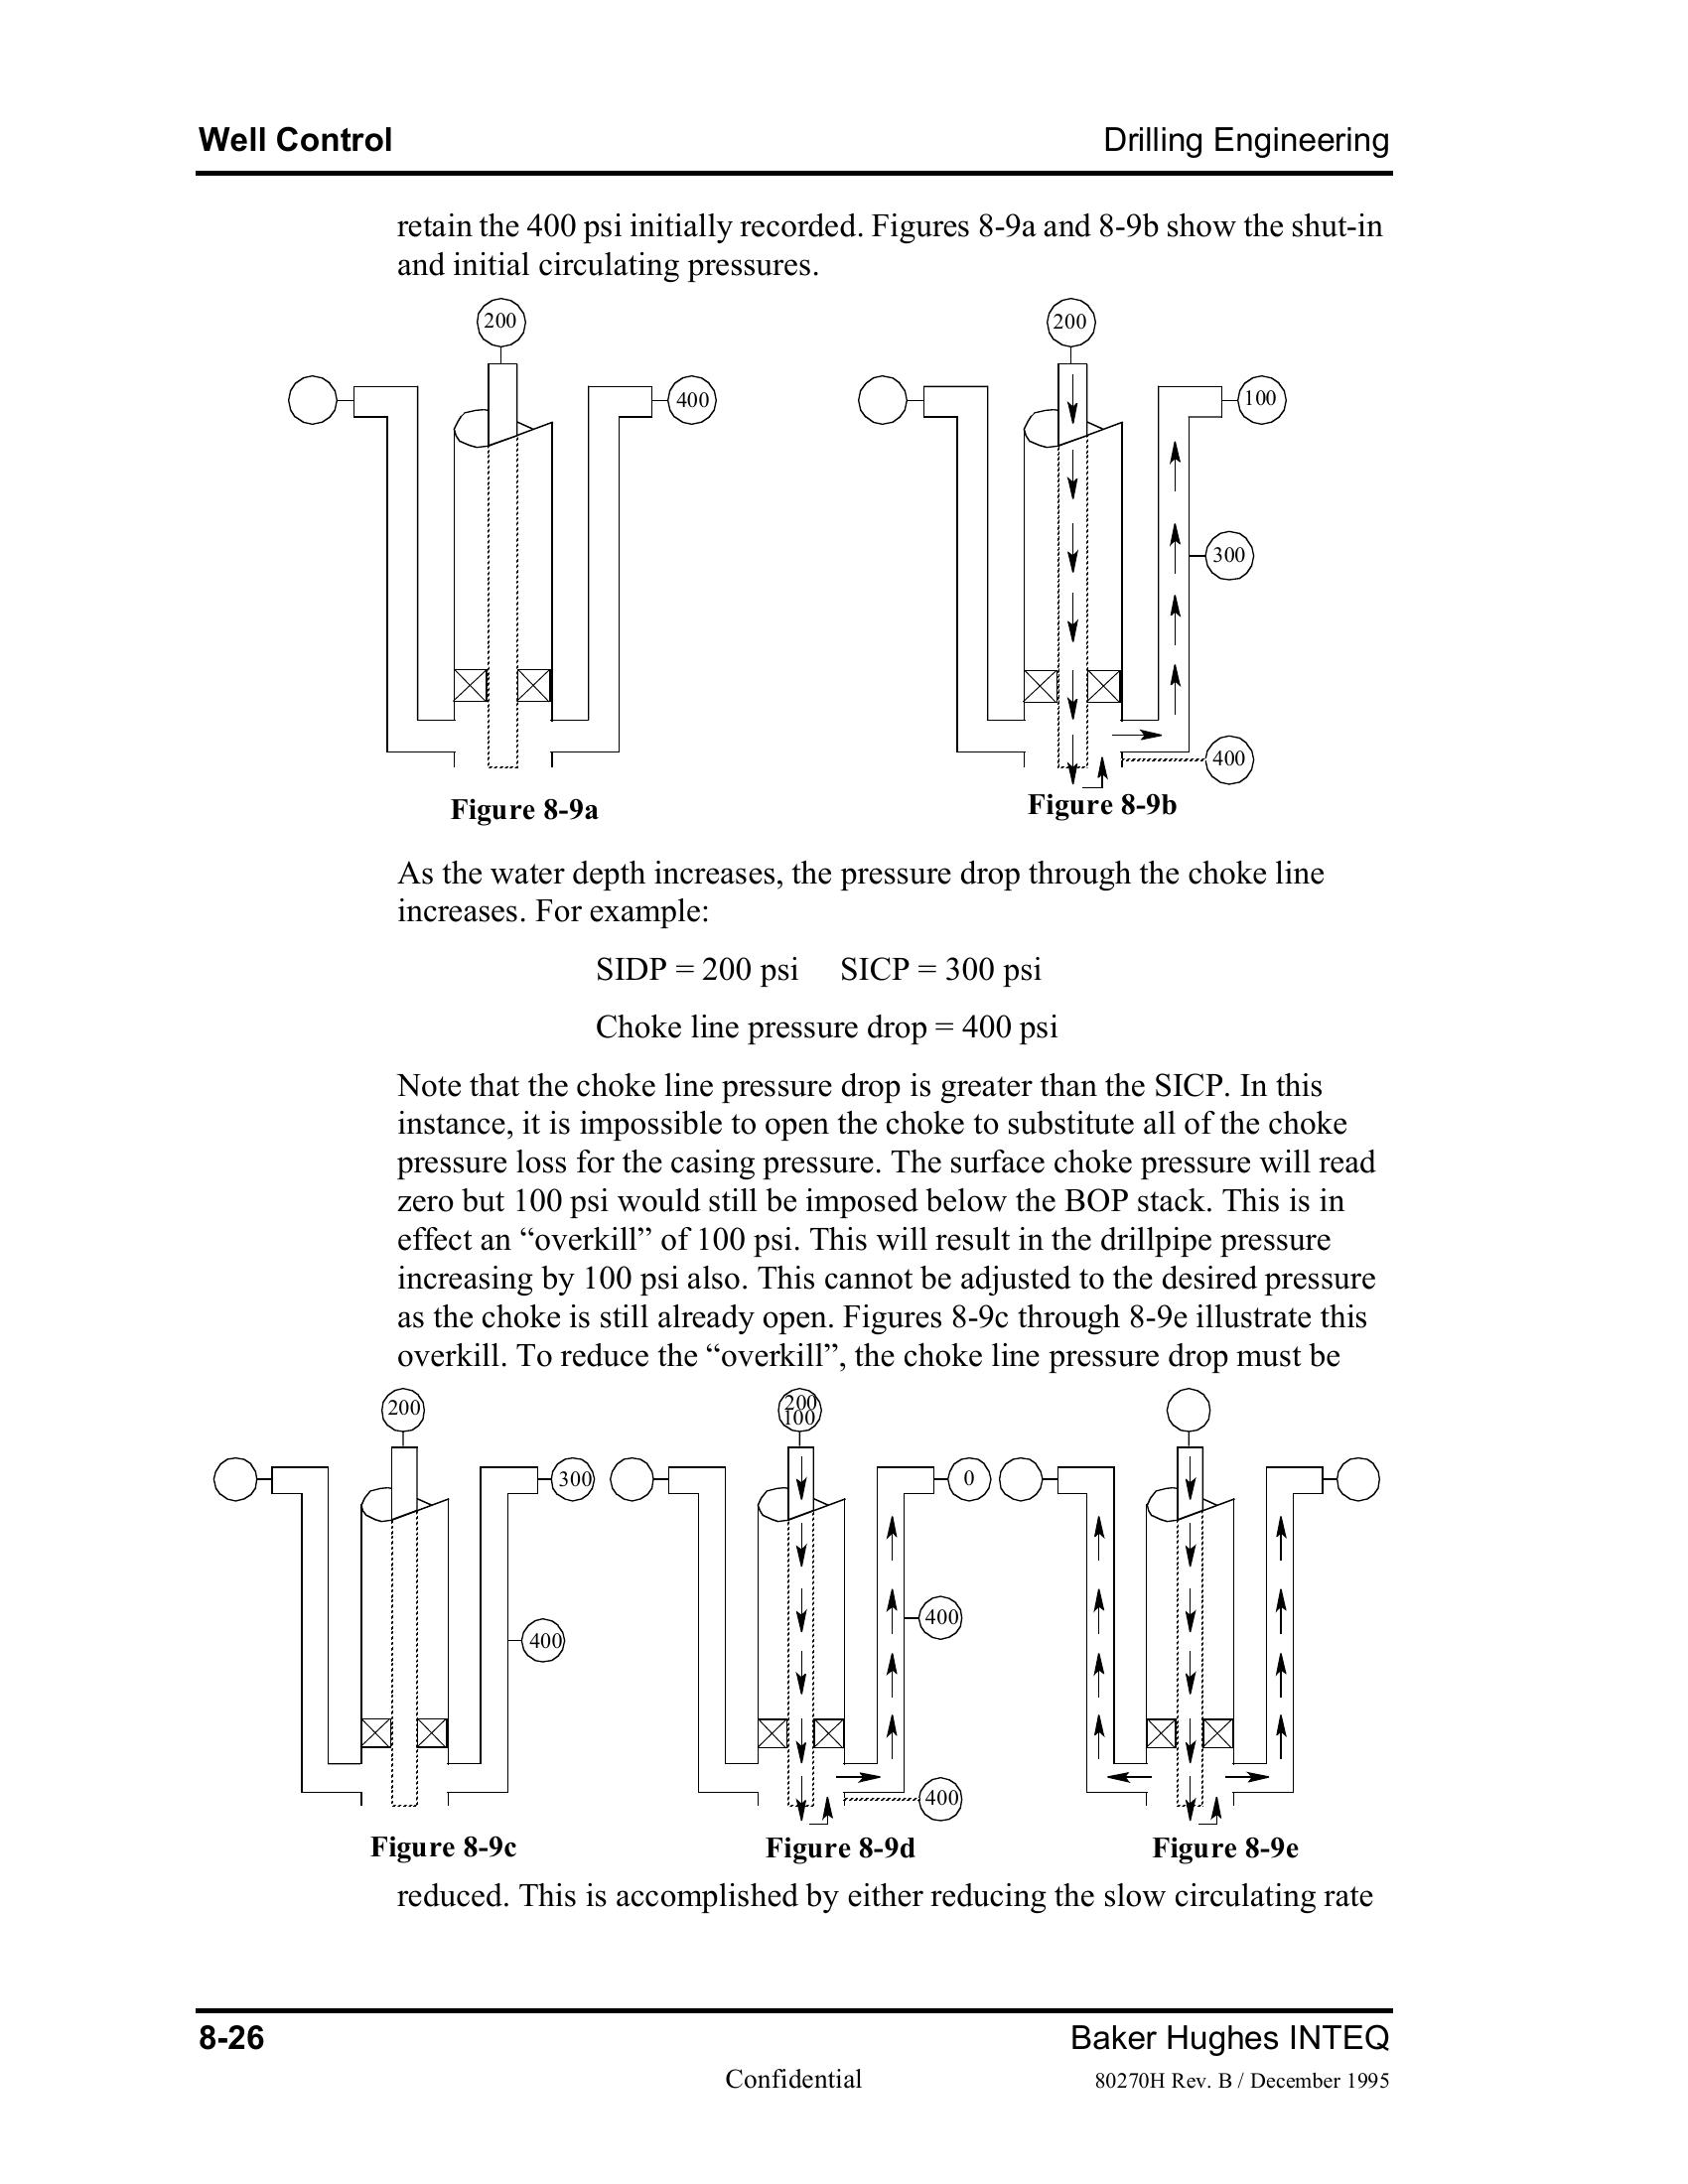 Well Control
Drilling Engineering
retain the 400 psi initially recorded. Figures 8-9a and 8-9b show the shut-in
and initial circulating pressures.
200
400
Figure 8-9a
200
100
300
400
Figure 8-9b
As the water depth increases, the pressure drop through the choke line
increases. For example:
SIDP = 200 psi SICP = 300 psi
Choke line pressure drop = 400 psi
Note that the choke line pressure drop is greater than the SICP. In this
instance, it is impossible to open the choke to substitute all of the choke
pressure loss for the casing pressure. The surface choke pressure will read
zero but 100 psi would still be imposed below the BOP stack. This is in
effect an “overkill” of 100 psi. This will result in the drillpipe pressure
increasing by 100 psi also. This cannot be adjusted to the desired pressure
as the choke is still already open. Figures 8-9c through 8-9e illustrate this
overkill. To reduce the “overkill”, the choke line pressure drop must be
200
300
400
Figure 8-9c
200
100
0
400
400
Figure 8-9d
Figure 8-9e
reduced. This is accomplished by either reducing the slow circulating rate
8-26
Baker Hughes INTEQ
Confidential
80270H Rev. B / December 1995